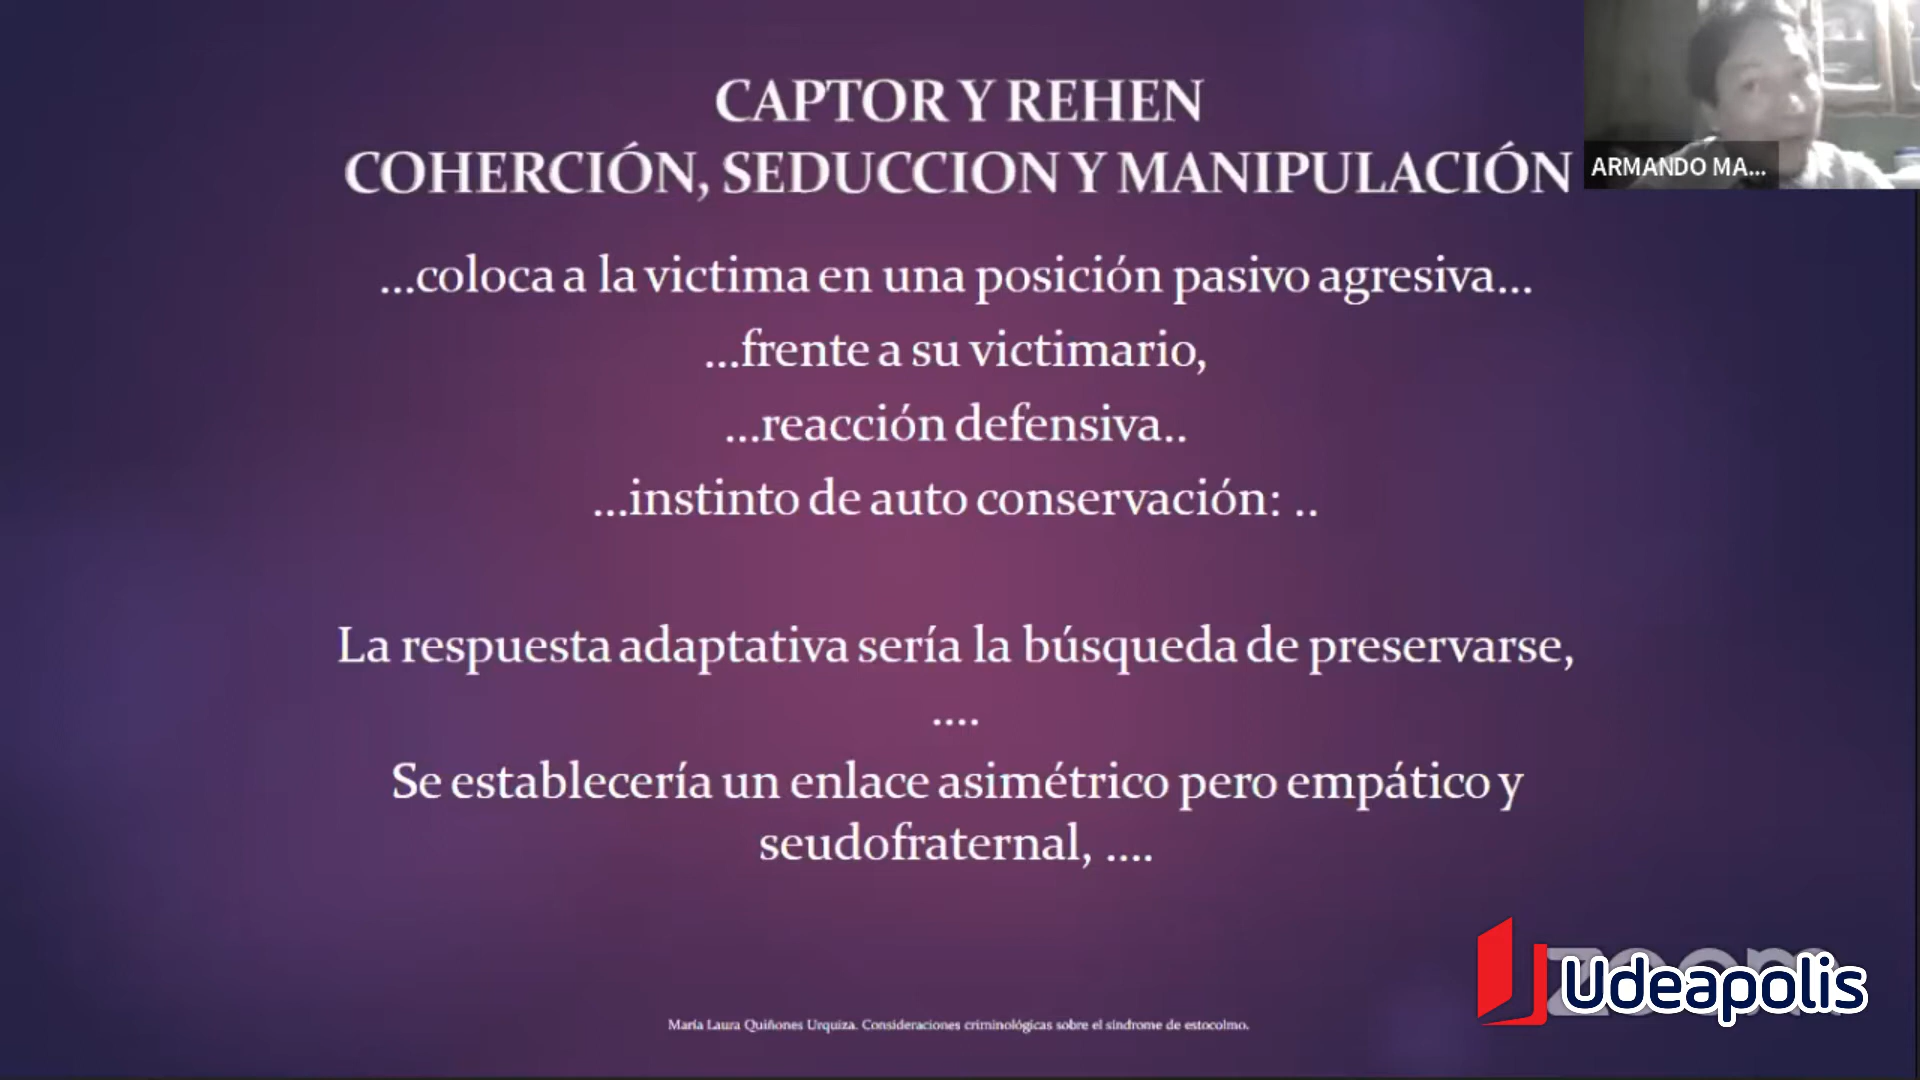 CAPTOR Y REHEN
COHERCIÓN, SEDUCCION Y MANIPULACIÓN
ARMANDO MA...
...coloca a la victima en una posición pasivo agresiva...
...frente a su victimario,
...reacción defensiva..
...instinto de auto conservación: ..
La respuesta adaptativa sería la búsqueda de preservarse,
....
Se establecería un enlace asimétrico pero empático y
seudofraternal, ....
zoom
Udeapolis
María Laura Quiñones Urquiza. Consideraciones criminológicas sobre el síndrome de estocolmo.